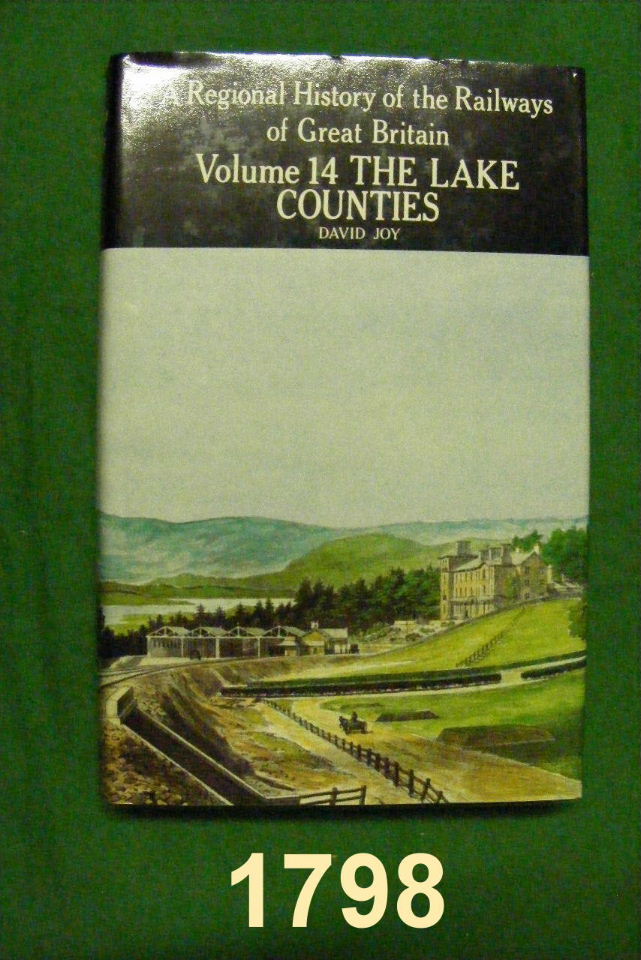 A Regional History of the Railways
of Great Britain
Volume 14 THE LAKE
COUNTIES
DAVID JOY
1798